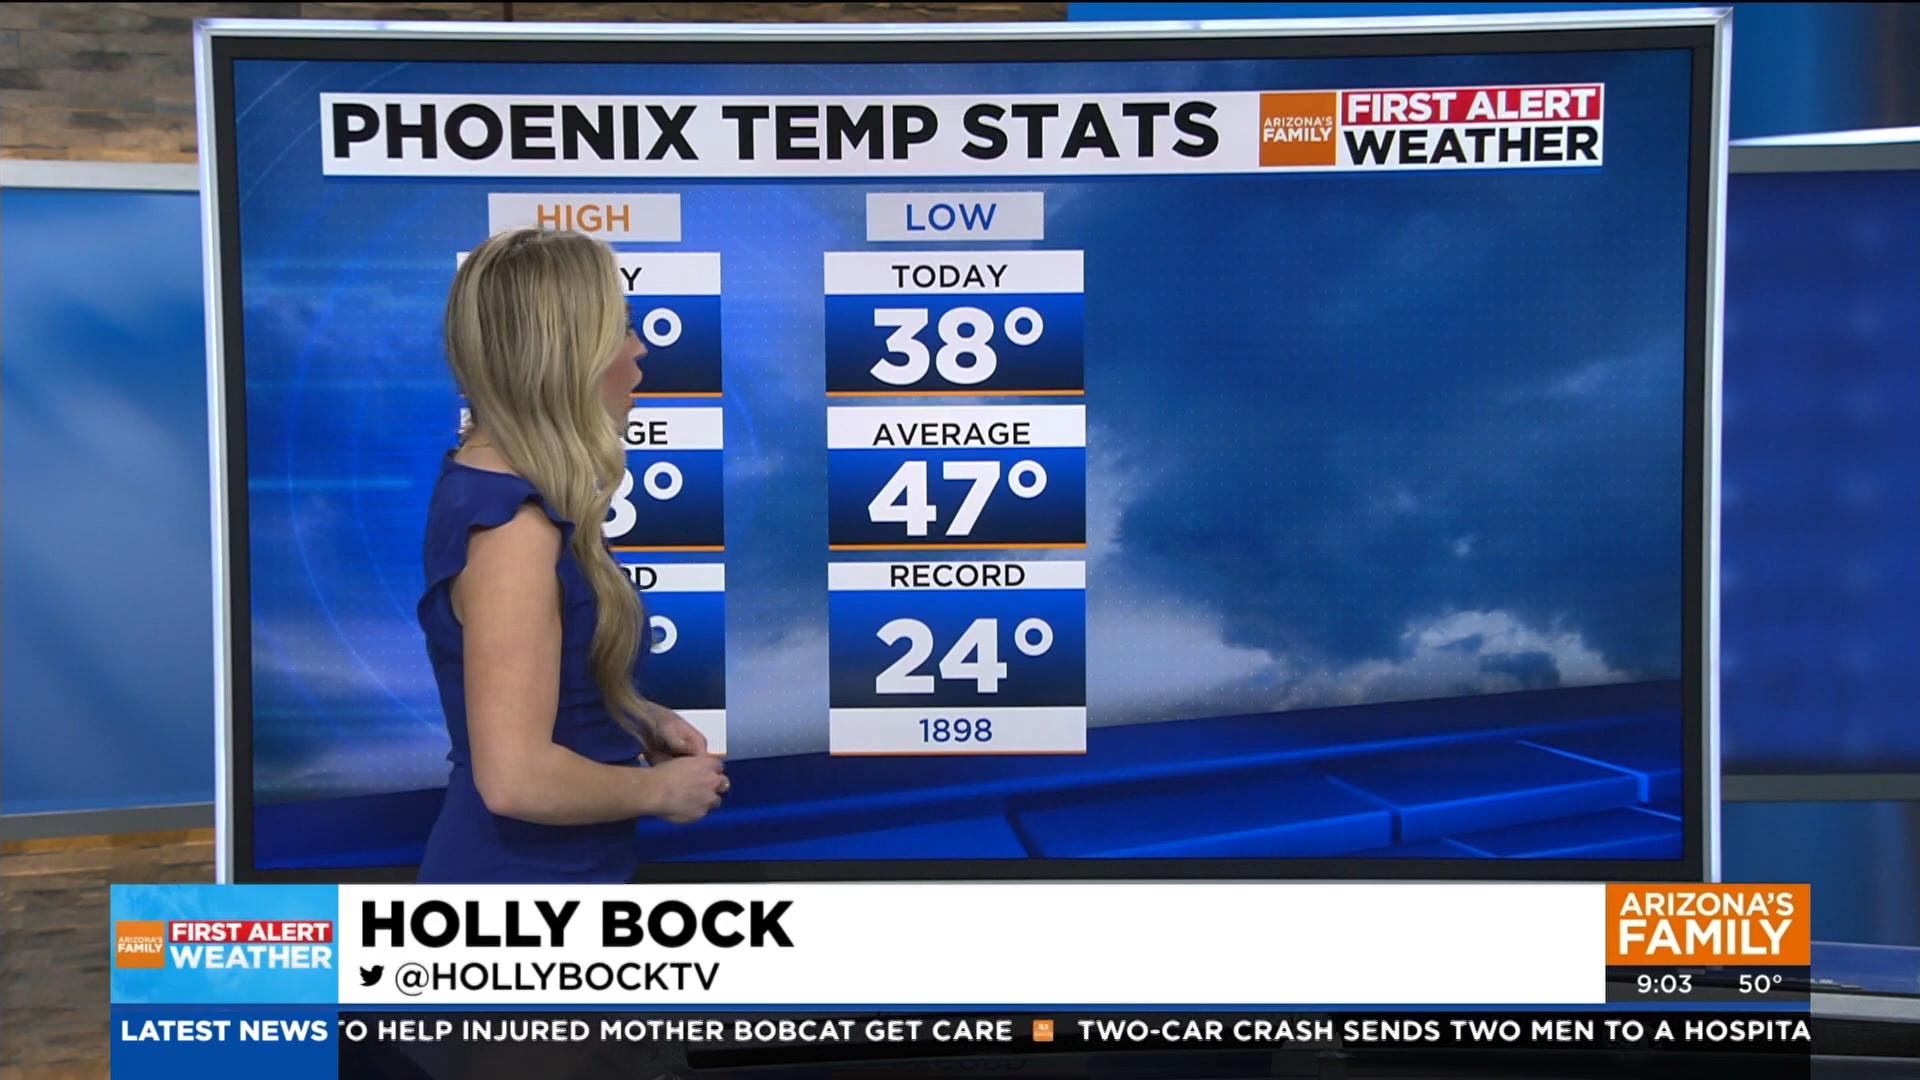 PHOENIX TEMP STATS
ARIZONA'S
FAMILY
FIRST ALERT
WEATHER
HIGH
LOW
TODAY
38°
AVERAGE
47°
RECORD
24°
1898
ARIZONA'S
FAMILY
FIRST ALERT
WEATHER
HOLLY BOCK
@HOLLYBOCKTV
ARIZONA'S
FAMILY
9:03 50°
LATEST NEWS TO HELP INJURED MOTHER BOBCAT GET CARE TWO-CAR CRASH SENDS TWO MEN TO A HOSPITA